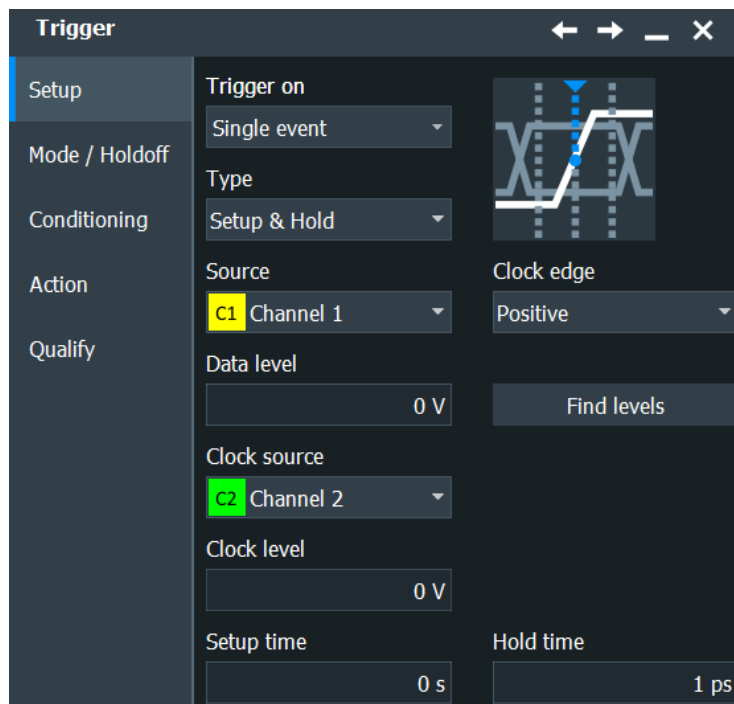 Trigger
Setup
Mode / Holdoff
Conditioning
Action
Qualify
Trigger on
Single event
Type
Setup & Hold
Source
C1 Channel 1
Clock edge
Positive
Data level
0 V
Find levels
Clock source
C2 Channel 2
Clock level
0 V
Setup time
0 s
Hold time
1 ps